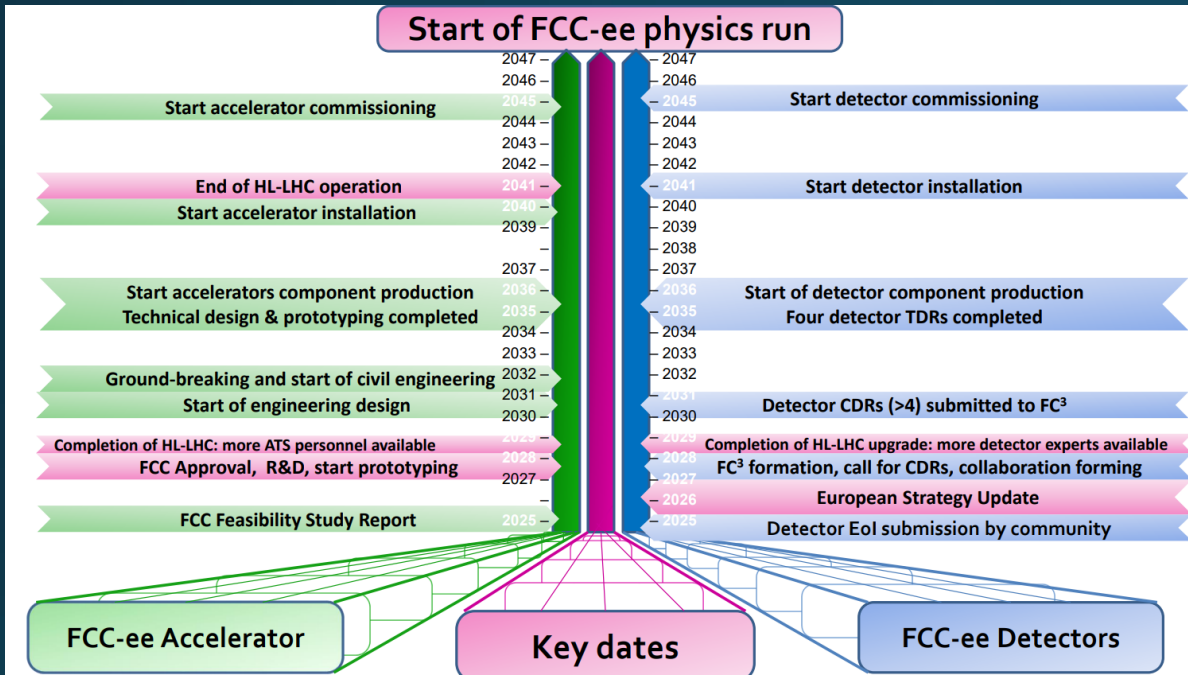 Start of FCC-ee physics run
2047 – – 2047
2046 – – 2046
Start accelerator commissioning 2045 – – 2045 Start detector commissioning
2044 – – 2044
2043 – – 2043
2042 – – 2042
End of HL-LHC operation 2041 – – 2041 Start detector installation
Start accelerator installation 2040 – – 2040
2039 – – 2039
– – 2038
2037 – – 2037
Start accelerators component production 2036 – – 2036 Start of detector component production
Technical design & prototyping completed 2035 – – 2035 Four detector TDRs completed
2034 – – 2034
2033 – – 2033
Ground-breaking and start of civil engineering 2032 – – 2032
Start of engineering design 2031 – – 2031 Detector CDRs (>4) submitted to FC³
2030 – – 2030
Completion of HL-LHC: more ATS personnel available 2029 – – 2029 Completion of HL-LHC upgrade: more detector experts available
FCC Approval, R&D, start prototyping 2028 – – 2028 FC³ formation, call for CDRs, collaboration forming
2027 – – 2027
– – 2026 European Strategy Update
FCC Feasibility Study Report 2025 – – 2025 Detector EoI submission by community
FCC-ee Accelerator
Key dates
FCC-ee Detectors